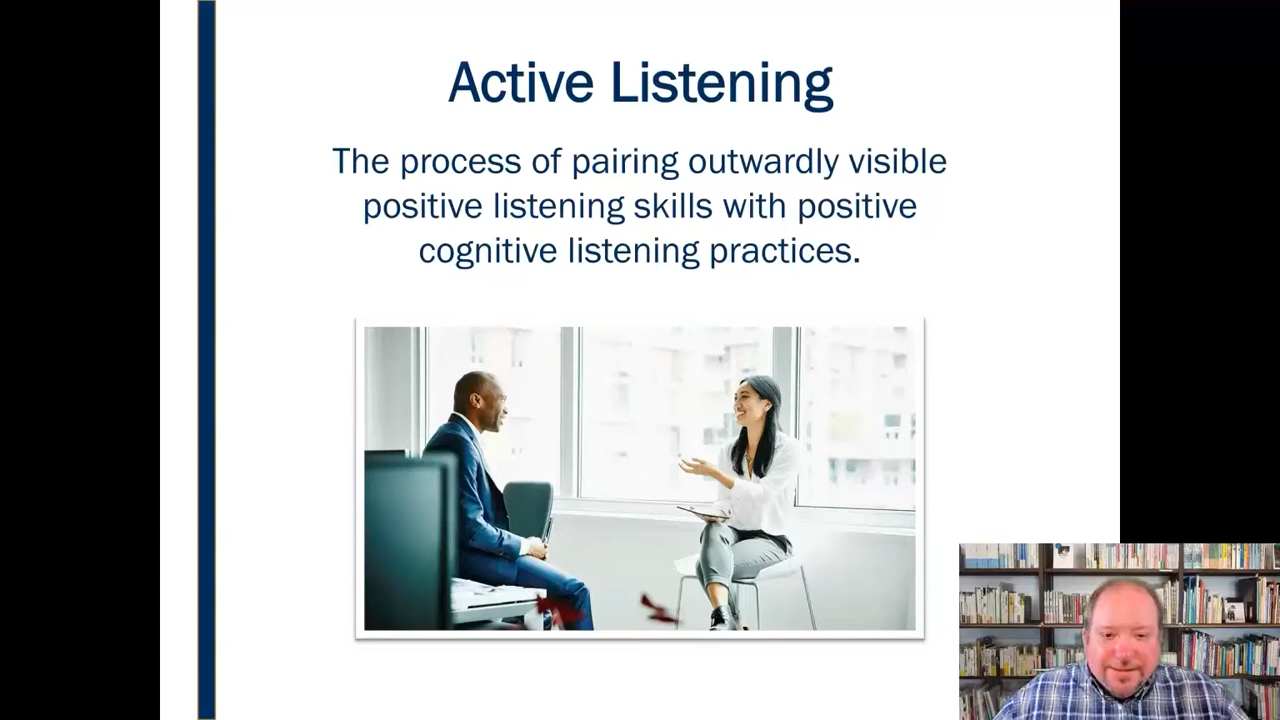 Active Listening
The process of pairing outwardly visible
positive listening skills with positive
cognitive listening practices.